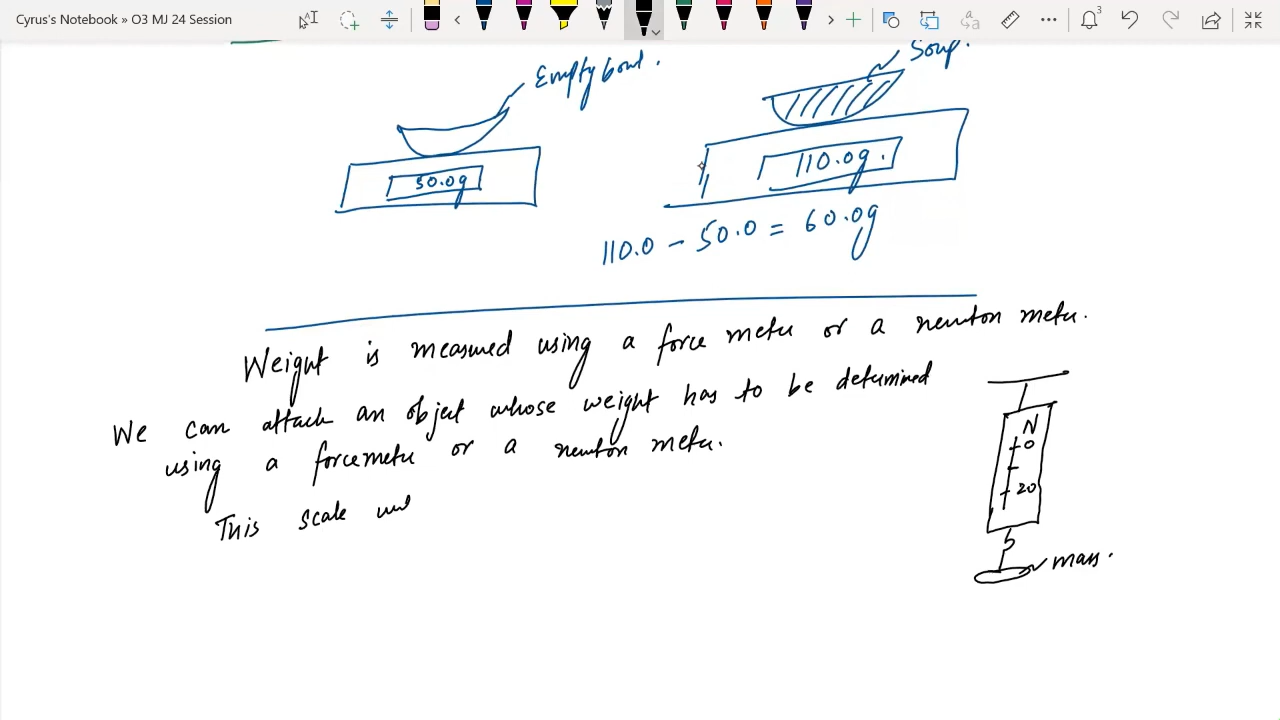 Cyrus's Notebook » O3 MJ 24 Session
3
Empty bowl.
Soup.
50.0g
110.0g.
110.0 - 50.0 = 60.0g
Weight is measured using a force meter or a newton meter.
We can attach an object whose weight has to be determined
using a forcemeter or a newton meter.
This scale
N
0
20
mass.